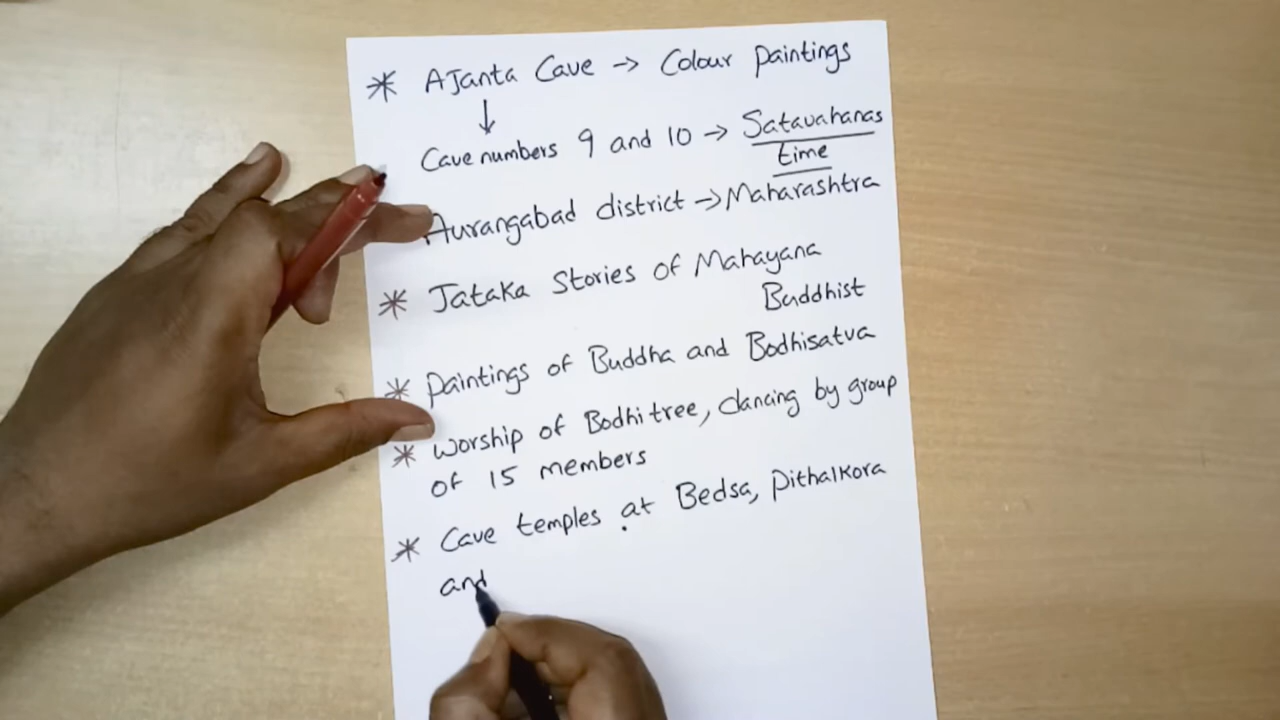 * AJanta Cave → Colour Paintings
↓
Cave numbers 9 and 10 → Satavahanas
time
Aurangabad district → Maharashtra
* Jataka Stories of Mahayana
Buddhist
* Paintings of Buddha and Bodhisatva
* Worship of Bodhi tree, dancing by group
of 15 members
* Cave temples at Bedsa, Pithalkora
and